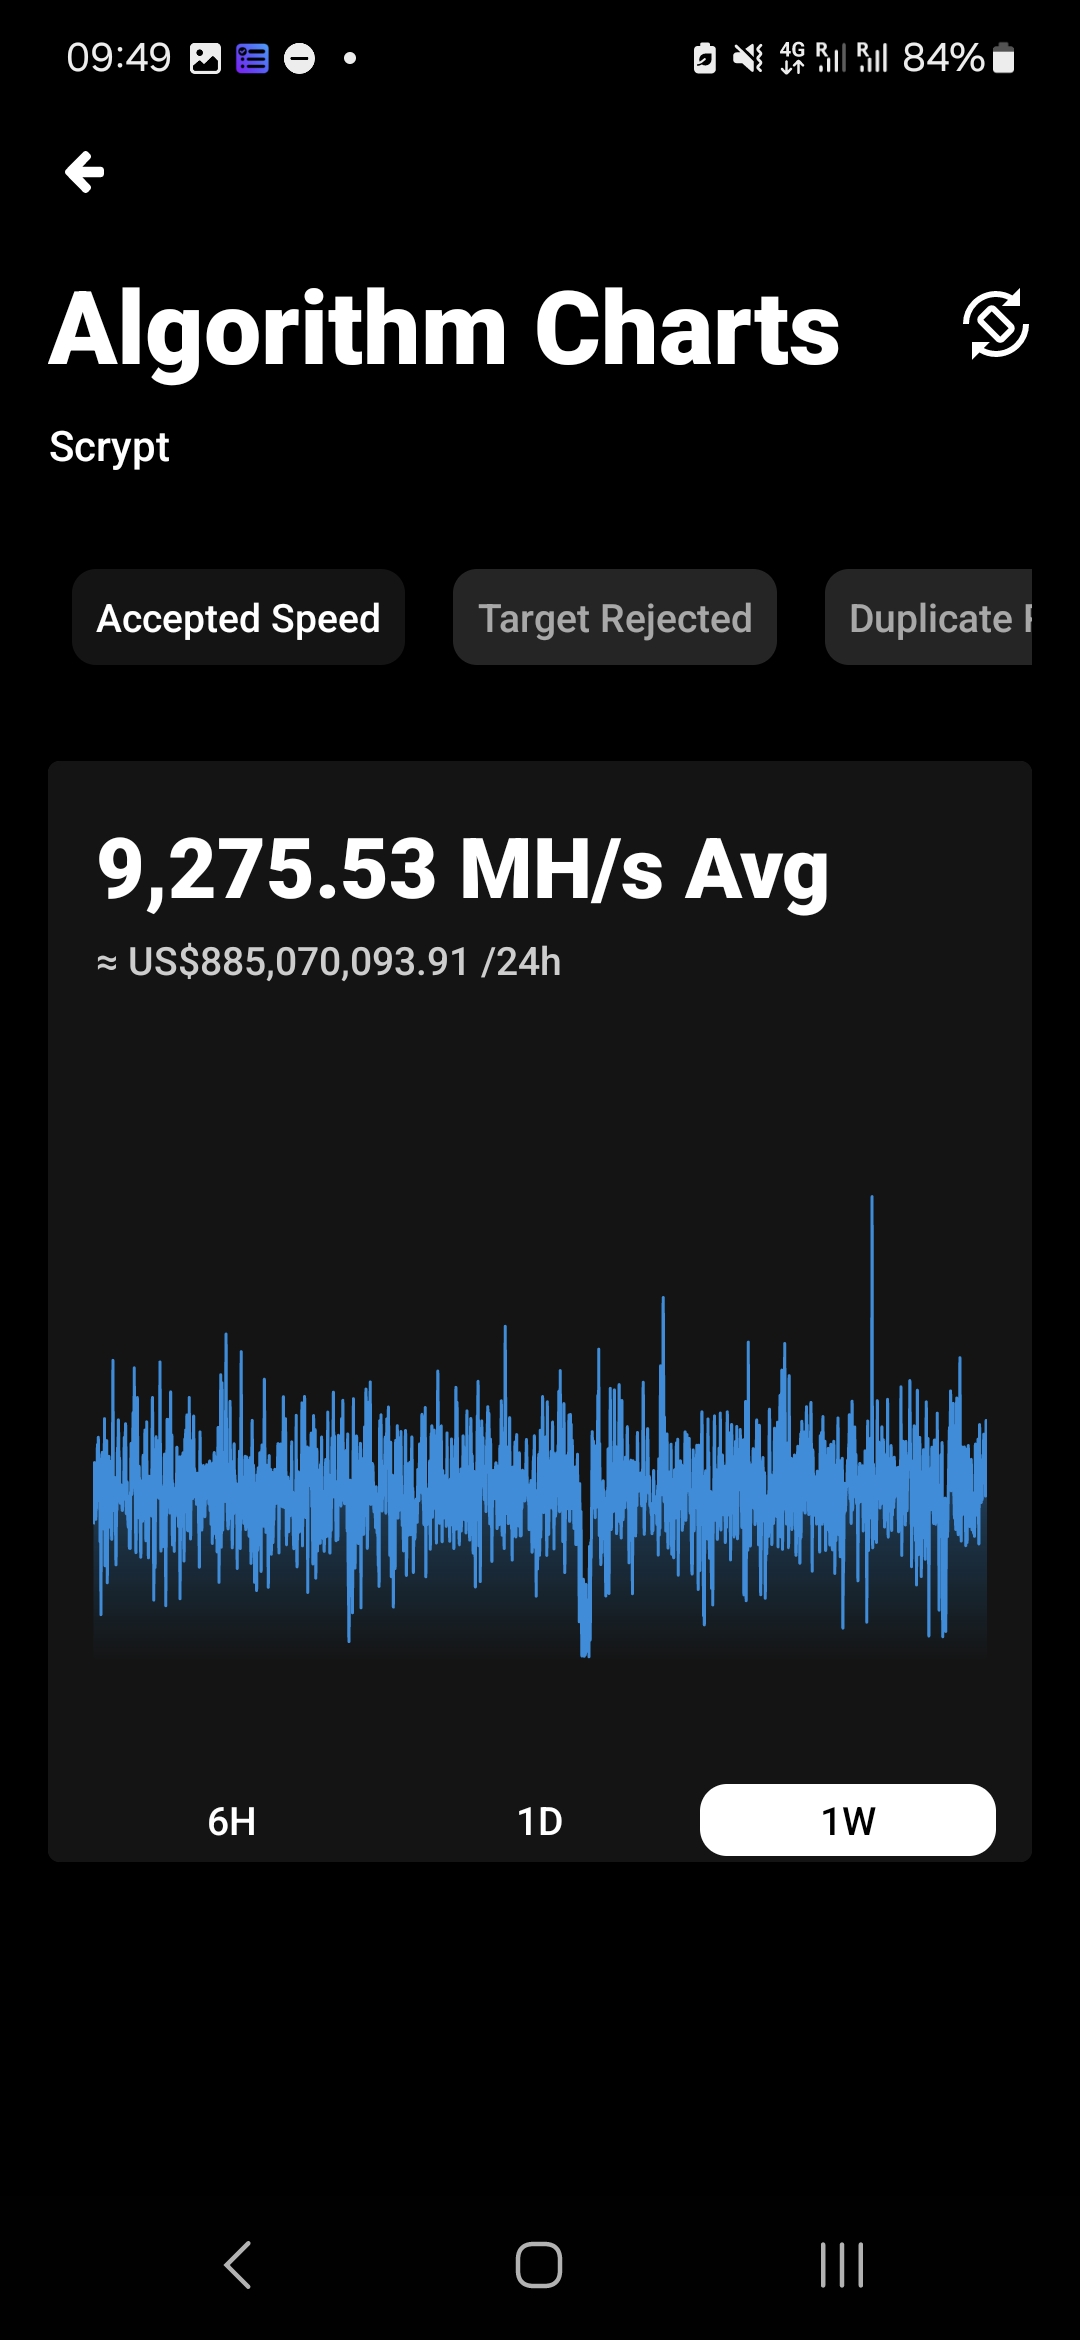 09:49 4G R R 84%
Algorithm Charts
Scrypt
Accepted Speed Target Rejected Duplicate
9,275.53 MH/s Avg
≈ US$885,070,093.91 /24h
6H 1D 1W